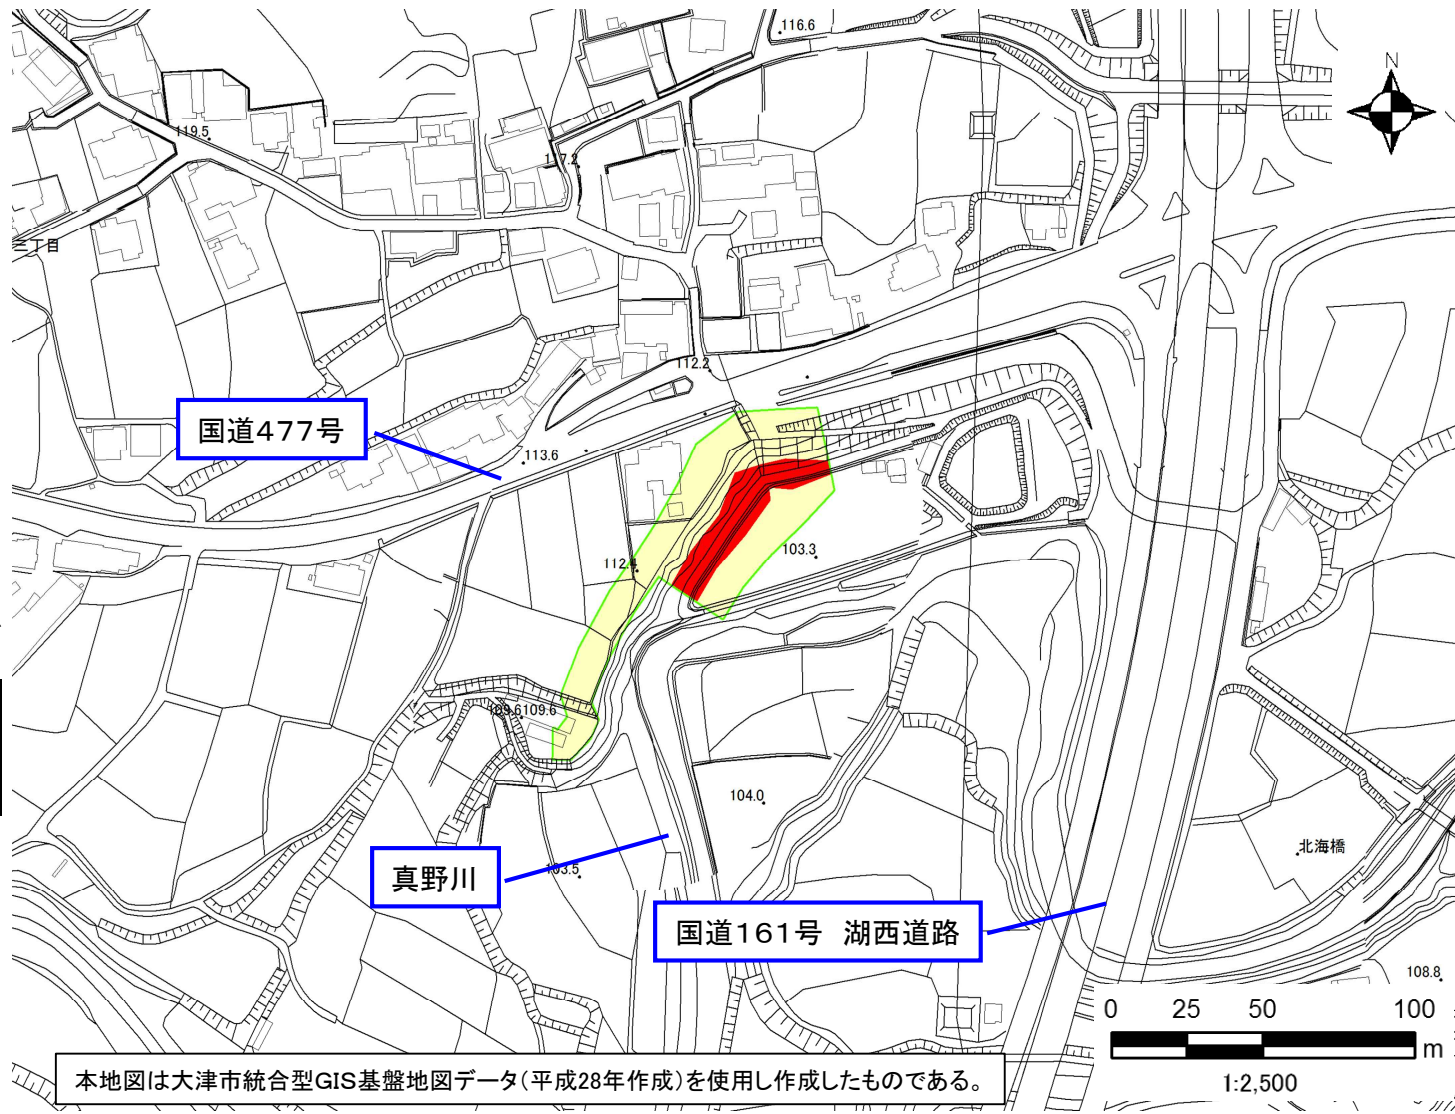 116.6
N
119.5
117.2
三丁目
112.2
国道477号
113.6
103.3
112.4
109.6109.6
104.0
北海橋
真野川
103.5
国道161号 湖西道路
108.8
0 25 50 100
m
1:2,500
本地図は大津市統合型GIS基盤地図データ(平成28年作成)を使用し作成したものである。